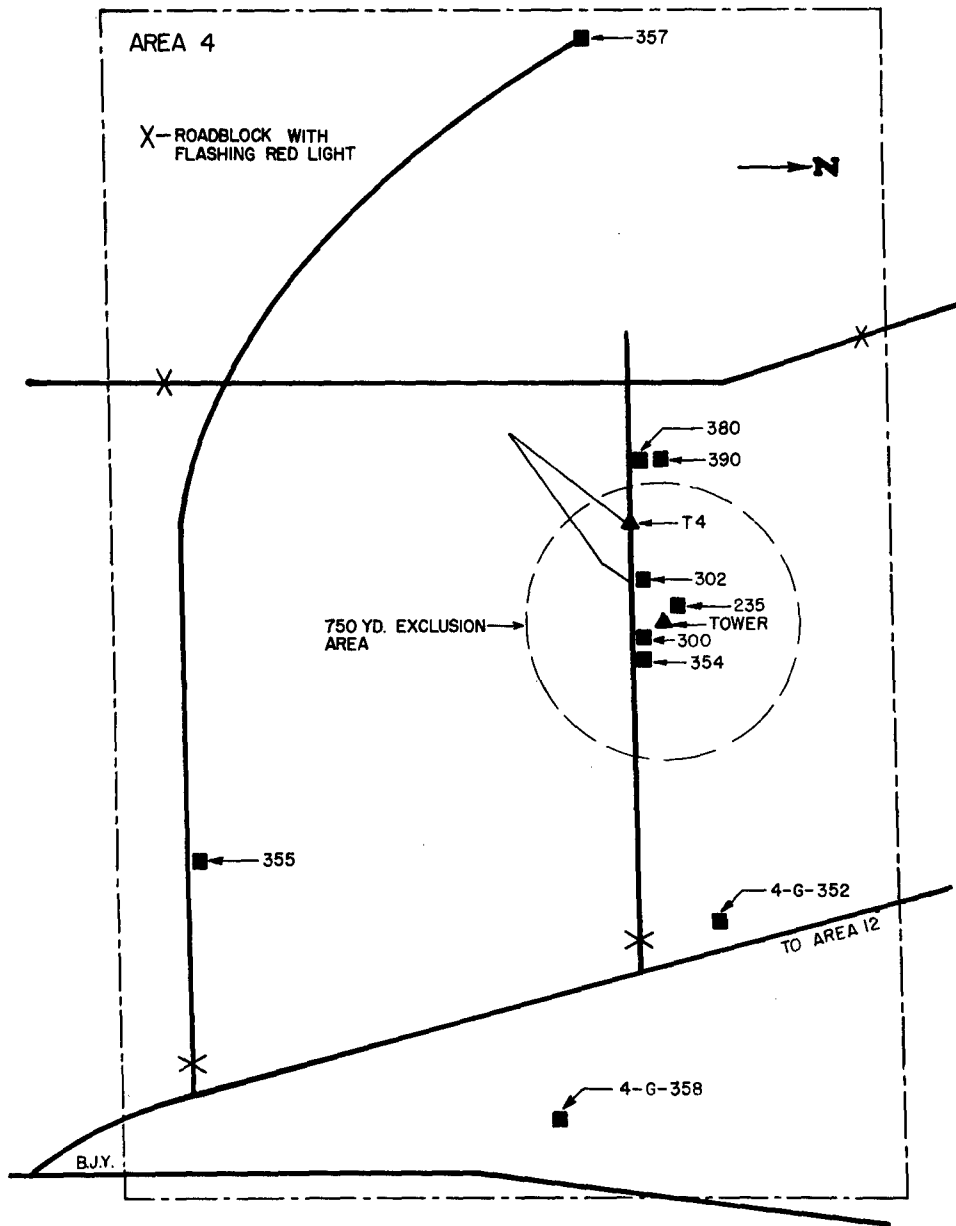 AREA 4
357
X-ROADBLOCK WITH
FLASHING RED LIGHT
N
380
390
T4
302
235
TOWER
750 YD. EXCLUSION
AREA
300
354
355
4-G-352
TO AREA 12
4-G-358
B.J.Y.